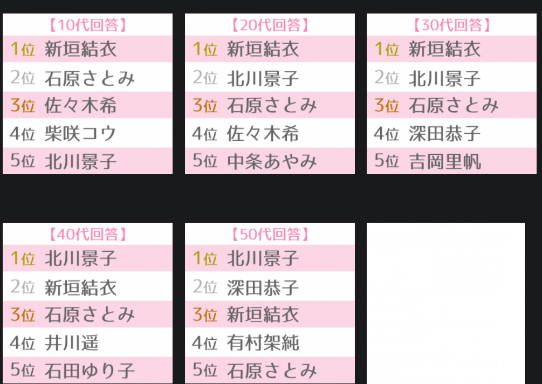 【10代回答】
1位 新垣結衣
2位 石原さとみ
3位 佐々木希
4位 柴咲コウ
5位 北川景子
【20代回答】
1位 新垣結衣
2位 北川景子
3位 石原さとみ
4位 佐々木希
5位 中条あやみ
【30代回答】
1位 新垣結衣
2位 北川景子
3位 石原さとみ
4位 深田恭子
5位 吉岡里帆
【40代回答】
1位 北川景子
2位 新垣結衣
3位 石原さとみ
4位 井川遥
5位 石田ゆり子
【50代回答】
1位 北川景子
2位 深田恭子
3位 新垣結衣
4位 有村架純
5位 石原さとみ